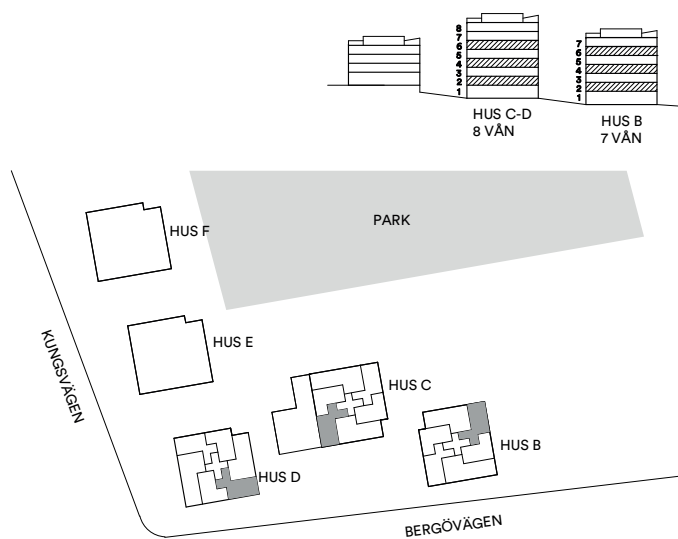 8
7
6
5
4
3
2
1
7
6
5
4
3
2
1
HUS C-D
8 VÅN
HUS B
7 VÅN
PARK
HUS F
HUS E
KUNGSVÄGEN
HUS C
HUS B
HUS D
BERGÖVÄGEN